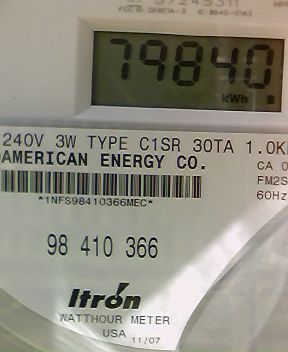 79840
kWh
240V 3W TYPE C1SR 30TA 1.0K
AMERICAN ENERGY CO.
CA 0
FM2S
60Hz
*1NFS98410366MEC*
98 410 366
Itron
WATTHOUR METER
USA 11/07